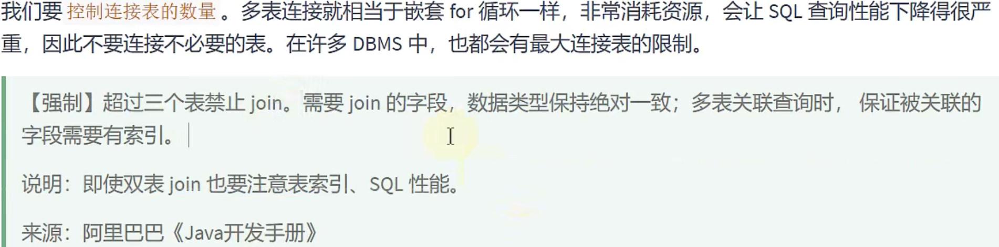 我们要 控制连接表的数量 。多表连接就相当于嵌套 for 循环一样，非常消耗资源，会让 SQL 查询性能下降得很严
重，因此不要连接不必要的表。在许多 DBMS 中，也都会有最大连接表的限制。
【强制】超过三个表禁止 join。需要 join 的字段，数据类型保持绝对一致；多表关联查询时， 保证被关联的
字段需要有索引。
说明：即使双表 join 也要注意表索引、SQL 性能。
来源：阿里巴巴《Java开发手册》